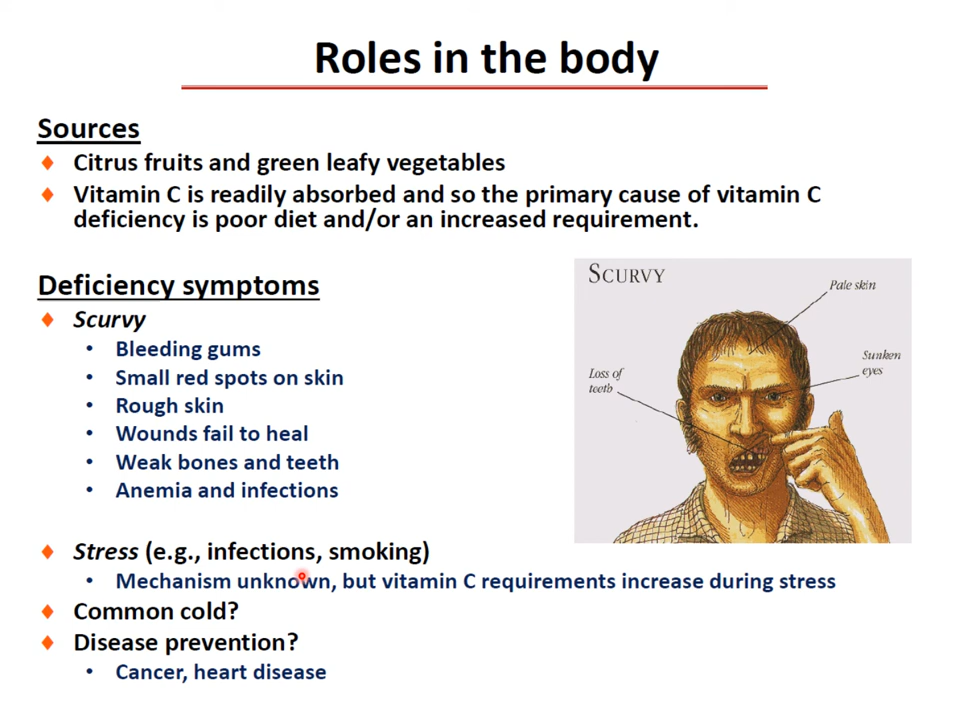 Roles in the body
Sources
♦ Citrus fruits and green leafy vegetables
♦ Vitamin C is readily absorbed and so the primary cause of vitamin C
deficiency is poor diet and/or an increased requirement.
Deficiency symptoms
♦ Scurvy
• Bleeding gums
• Small red spots on skin
• Rough skin
• Wounds fail to heal
• Weak bones and teeth
• Anemia and infections
SCURVY
Pale skin
Sunken
eyes
Loss of
teeth
♦ Stress (e.g., infections, smoking)
• Mechanism unknown, but vitamin C requirements increase during stress
♦ Common cold?
♦ Disease prevention?
• Cancer, heart disease